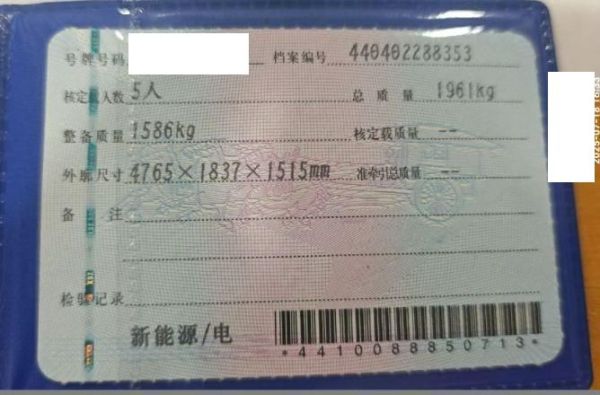 号牌号码 档案编号 440402288353
核定载人数 5人 总质量 1961kg
整备质量 1586kg 核定载质量 --
外廓尺寸 4765×1837×1515mm 准牵引总质量 --
备注
检验记录
新能源/电
*4410088850713*